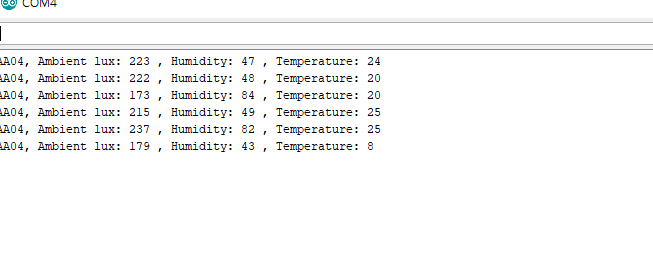 COM4
AA04, Ambient lux: 223 , Humidity: 47 , Temperature: 24
AA04, Ambient lux: 222 , Humidity: 48 , Temperature: 20
AA04, Ambient lux: 173 , Humidity: 84 , Temperature: 20
AA04, Ambient lux: 215 , Humidity: 49 , Temperature: 25
AA04, Ambient lux: 237 , Humidity: 82 , Temperature: 25
AA04, Ambient lux: 179 , Humidity: 43 , Temperature: 8